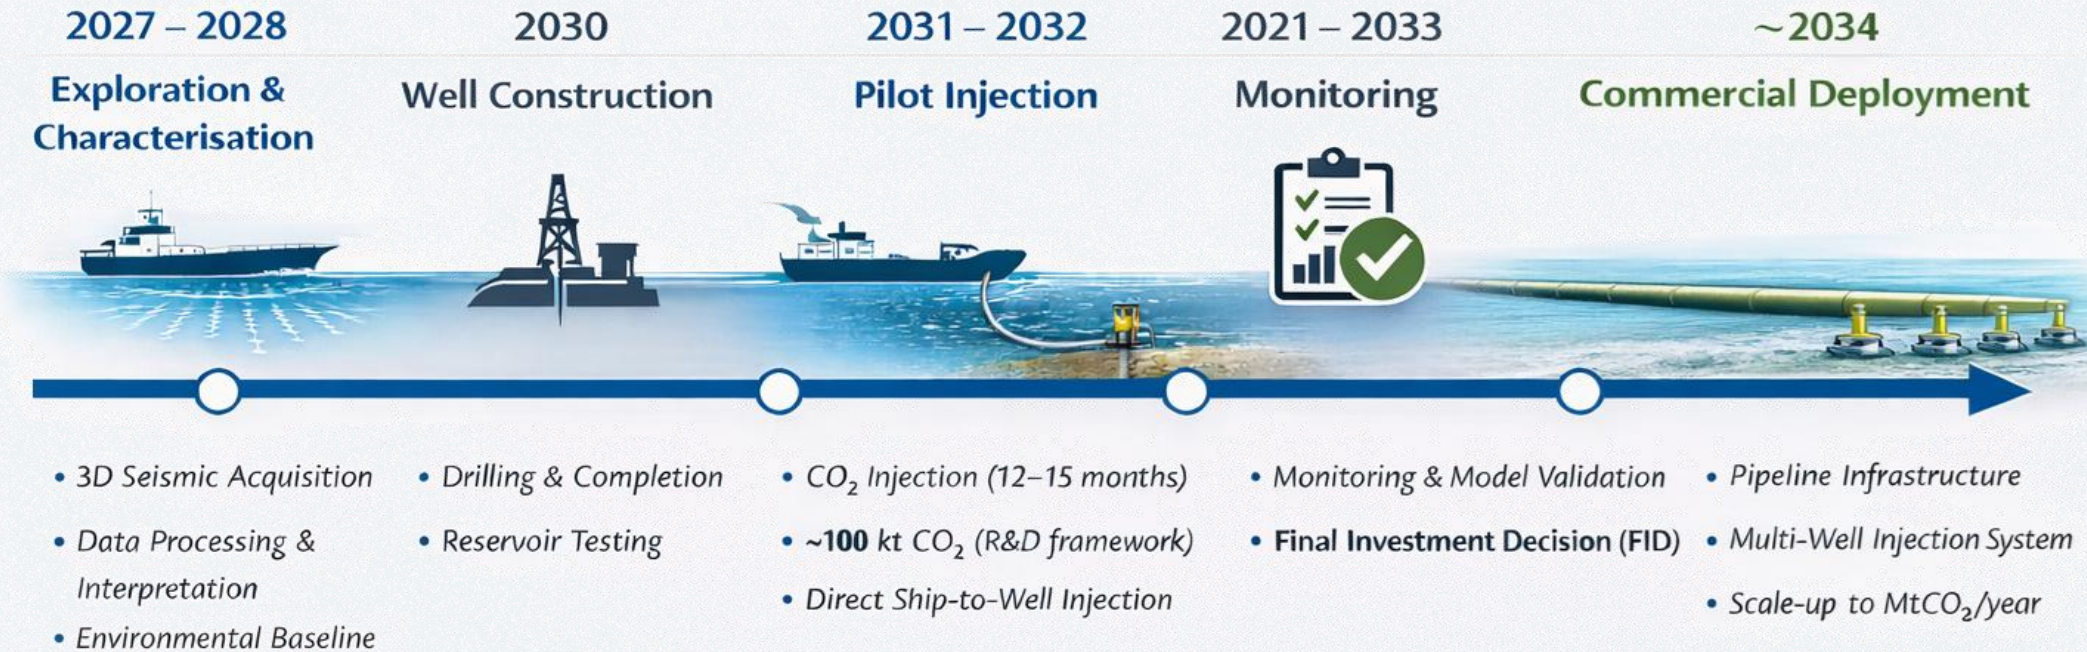 2027 – 2028
Exploration &
Characterisation
• 3D Seismic Acquisition
• Data Processing &
Interpretation
• Environmental Baseline
2030
Well Construction
• Drilling & Completion
• Reservoir Testing
2031 – 2032
Pilot Injection
• CO₂ Injection (12–15 months)
• ~100 kt CO₂ (R&D framework)
• Direct Ship-to-Well Injection
2021 – 2033
Monitoring
• Monitoring & Model Validation
• Final Investment Decision (FID)
~2034
Commercial Deployment
• Pipeline Infrastructure
• Multi-Well Injection System
• Scale-up to MtCO₂/year